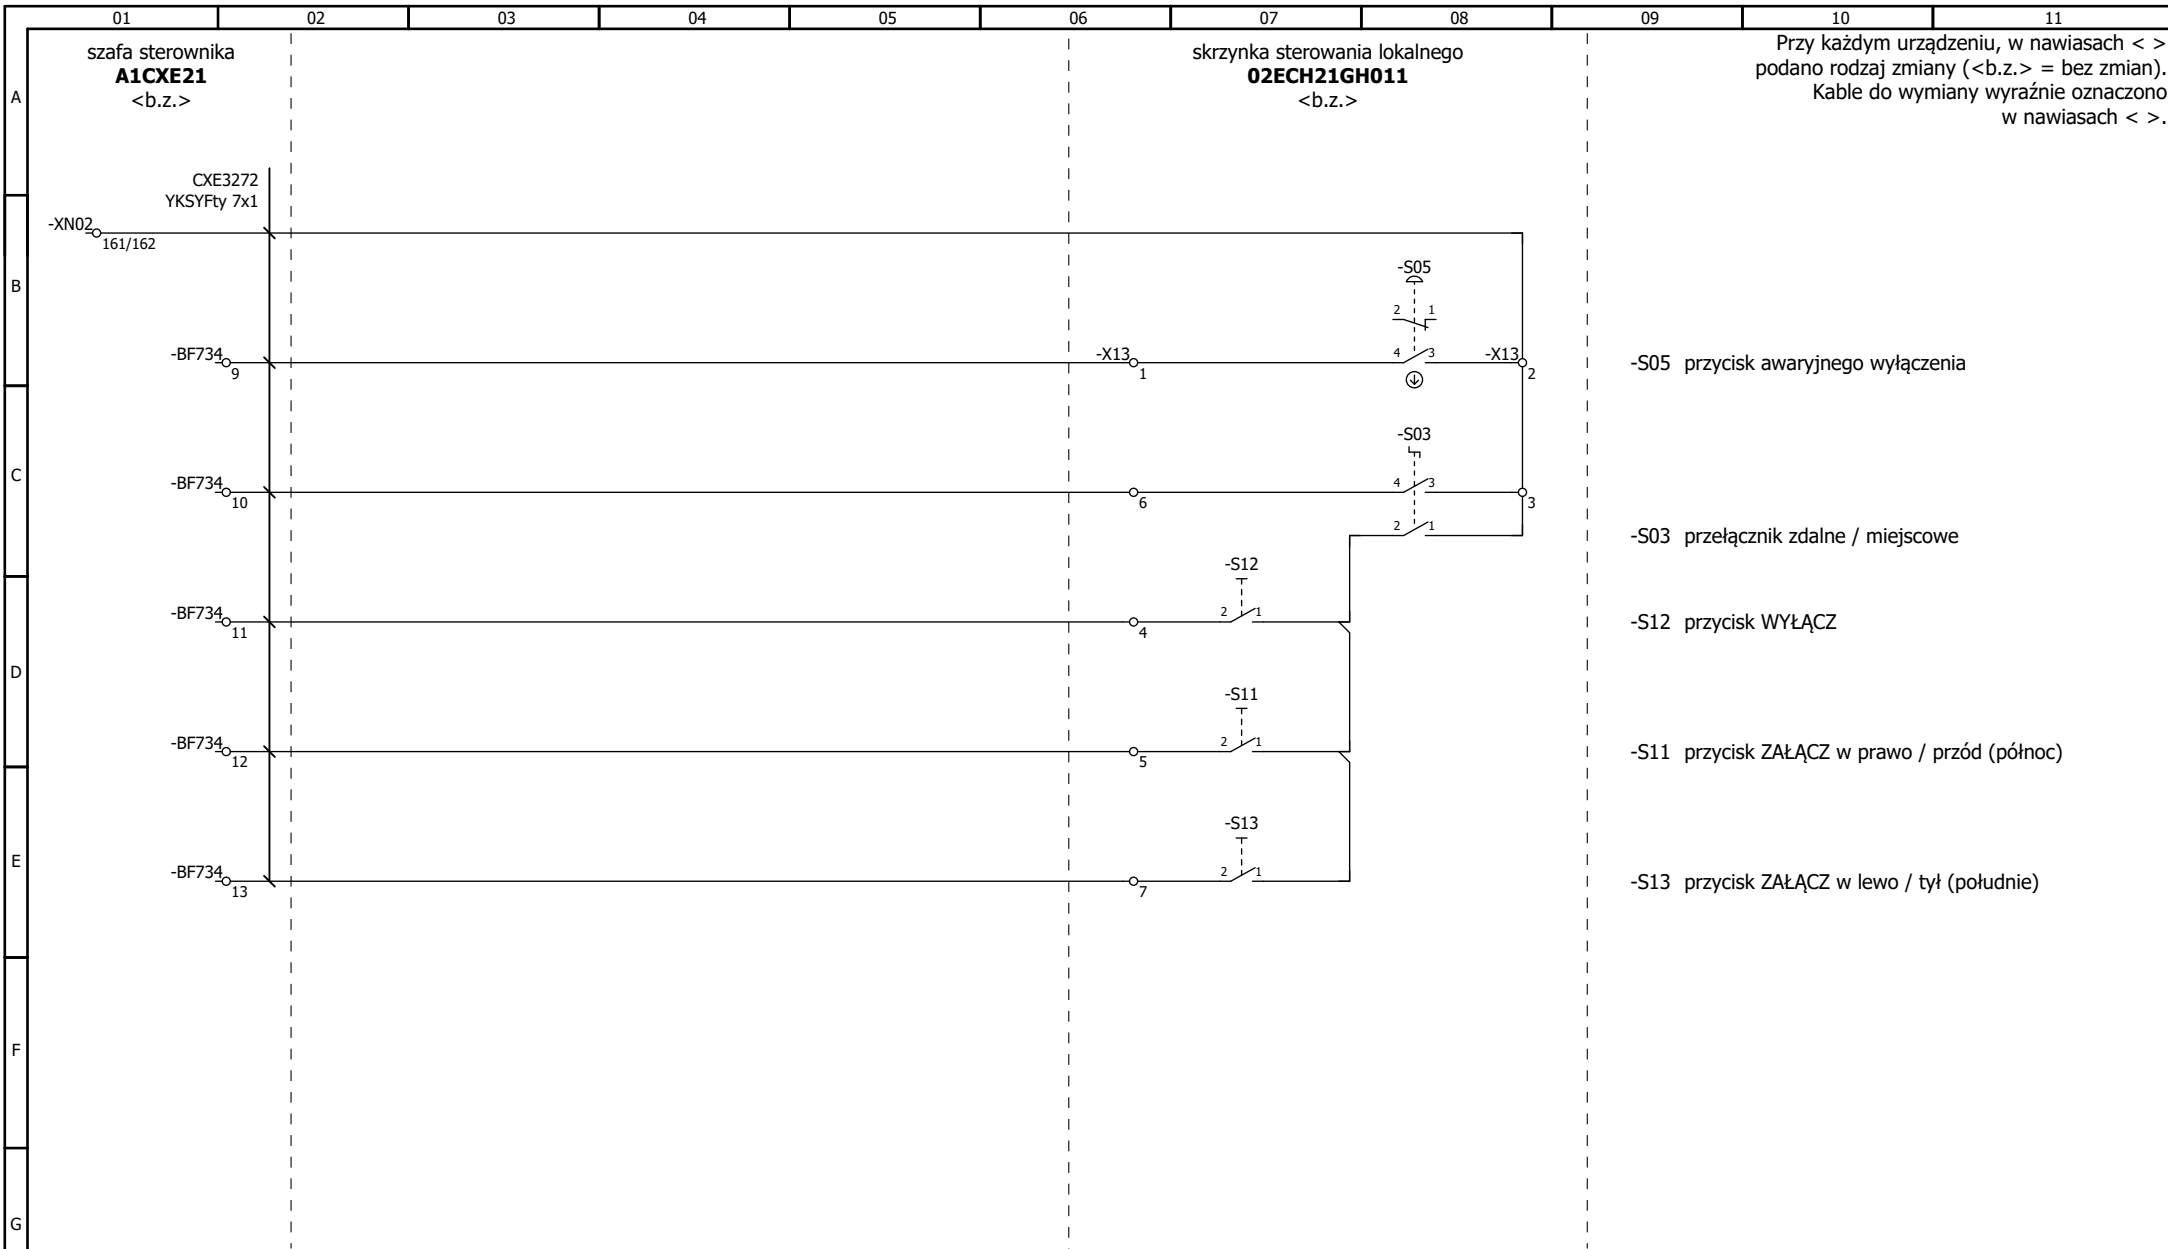 01 02 03 04 05 06 07 08 09 10 11
szafa sterownika
A1CXE21
<b.z.>
skrzynka sterowania lokalnego
02ECH21GH011
<b.z.>
Przy każdym urządzeniu, w nawiasach < >
podano rodzaj zmiany (<b.z.> = bez zmian).
Kable do wymiany wyraźnie oznaczono
w nawiasach < >.
A
CXE3272
YKSYFty 7x1
-XN02
161/162
B
-S05
2 1
-BF734
9
-X13
1
4 3
-X13
2
-S05 przycisk awaryjnego wyłączenia
-S03
C
-BF734
10
6
4 3
3
2 1
-S03 przełącznik zdalne / miejscowe
-S12
-BF734
11
4
2 1
-S12 przycisk WYŁĄCZ
D
-S11
-BF734
12
5
2 1
-S11 przycisk ZAŁĄCZ w prawo / przód (północ)
-S13
E
-BF734
13
7
2 1
-S13 przycisk ZAŁĄCZ w lewo / tył (południe)
F
G